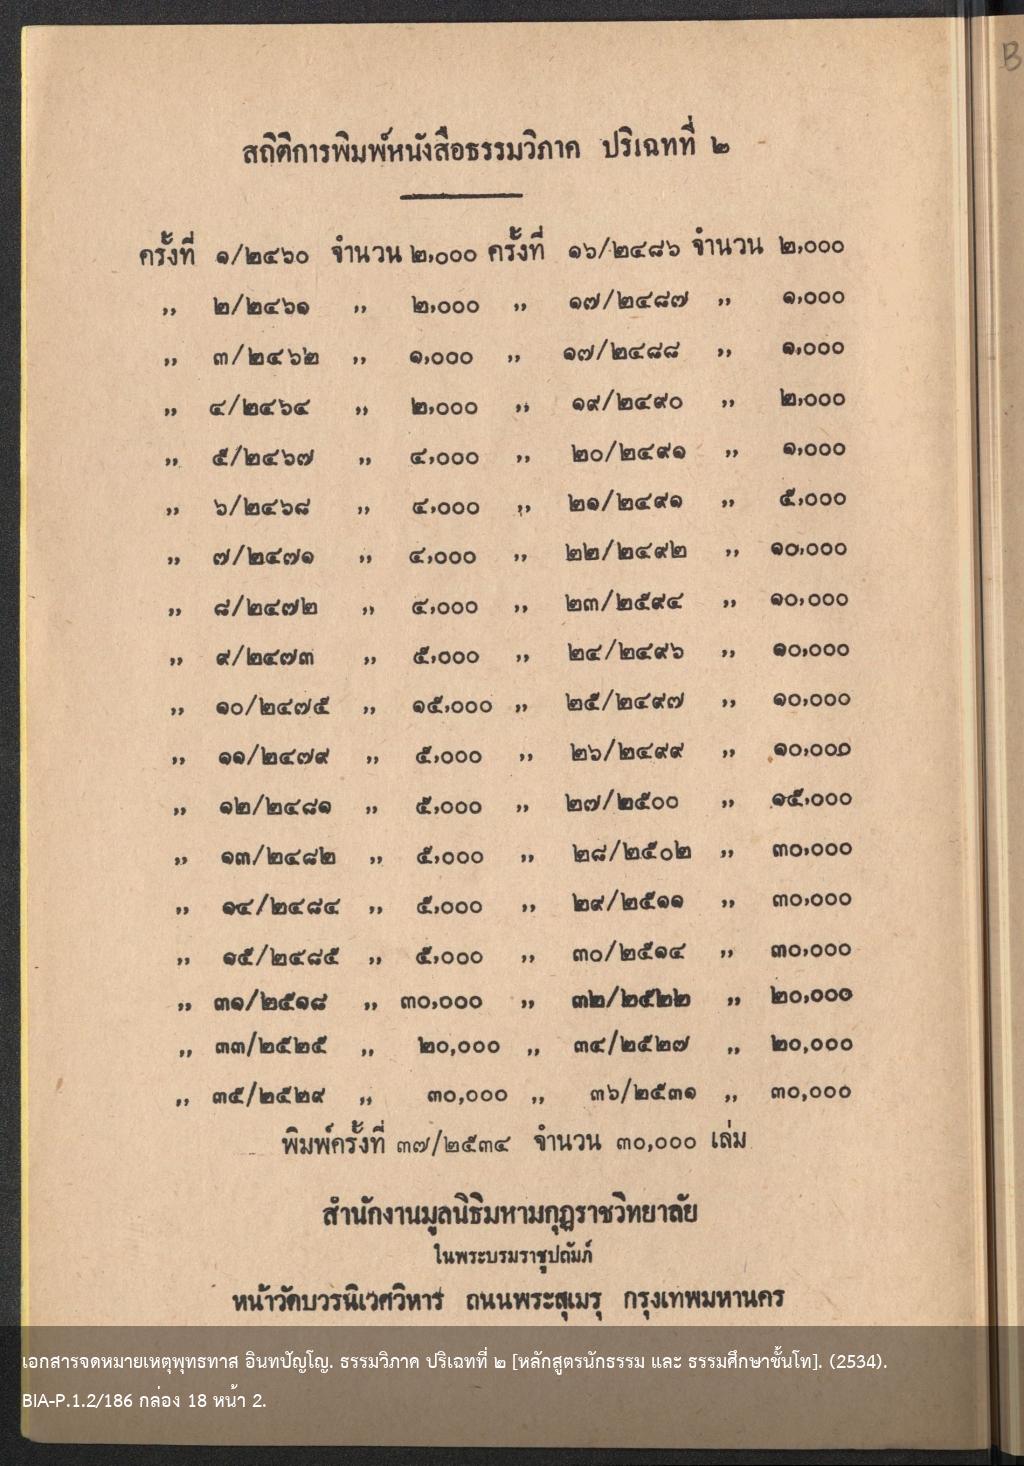 สถิติการพิมพ์หนังสือธรรมวิภาค ปริเฉทที่ ๒
ครั้งที่ ๑/๒๔๖๐ จำนวน ๒,๐๐๐ ครั้งที่ ๑๖/๒๔๘๖ จำนวน ๒,๐๐๐
,, ๒/๒๔๖๑ ,, ๒,๐๐๐ ,, ๑๗/๒๔๘๗ ,, ๑,๐๐๐
,, ๓/๒๔๖๒ ,, ๑,๐๐๐ ,, ๑๗/๒๔๘๘ ,, ๑,๐๐๐
,, ๔/๒๔๖๔ ,, ๒,๐๐๐ ,, ๑๙/๒๔๙๐ ,, ๒,๐๐๐
,, ๕/๒๔๖๗ ,, ๔,๐๐๐ ,, ๒๐/๒๔๙๑ ,, ๑,๐๐๐
,, ๖/๒๔๖๘ ,, ๔,๐๐๐ ,, ๒๑/๒๔๙๑ ,, ๕,๐๐๐
,, ๗/๒๔๗๑ ,, ๔,๐๐๐ ,, ๒๒/๒๔๙๒ ,, ๑๐,๐๐๐
,, ๘/๒๔๗๒ ,, ๔,๐๐๐ ,, ๒๓/๒๕๙๔ ,, ๑๐,๐๐๐
,, ๙/๒๔๗๓ ,, ๕,๐๐๐ ,, ๒๔/๒๔๙๖ ,, ๑๐,๐๐๐
,, ๑๐/๒๔๗๕ ,, ๑๕,๐๐๐ ,, ๒๕/๒๔๙๗ ,, ๑๐,๐๐๐
,, ๑๑/๒๔๗๙ ,, ๕,๐๐๐ ,, ๒๖/๒๔๙๙ ,, ๑๐,๐๐๐
,, ๑๒/๒๔๘๑ ,, ๕,๐๐๐ ,, ๒๗/๒๕๐๐ ,, ๑๕,๐๐๐
,, ๑๓/๒๔๘๒ ,, ๕,๐๐๐ ,, ๒๘/๒๕๐๒ ,, ๓๐,๐๐๐
,, ๑๔/๒๔๘๔ ,, ๕,๐๐๐ ,, ๒๙/๒๕๑๑ ,, ๓๐,๐๐๐
,, ๑๕/๒๔๘๕ ,, ๕,๐๐๐ ,, ๓๐/๒๕๑๔ ,, ๓๐,๐๐๐
,, ๓๑/๒๕๑๘ ,, ๓๐,๐๐๐ ,, ๓๒/๒๕๒๒ ,, ๒๐,๐๐๐
,, ๓๓/๒๕๒๕ ,, ๒๐,๐๐๐ ,, ๓๔/๒๕๒๗ ,, ๒๐,๐๐๐
,, ๓๕/๒๕๒๙ ,, ๓๐,๐๐๐ ,, ๓๖/๒๕๓๑ ,, ๓๐,๐๐๐
พิมพ์ครั้งที่ ๓๗/๒๕๓๔ จำนวน ๓๐,๐๐๐ เล่ม
สำนักงานมูลนิธิมหามกุฏราชวิทยาลัย
ในพระบรมราชูปถัมภ์
หน้าวัดบวรนิเวศวิหาร ถนนพระสุเมรุ กรุงเทพมหานคร
เอกสารจดหมายเหตุพุทธทาส อินทปัญโญ. ธรรมวิภาค ปริเฉทที่ ๒ [หลักสูตรนักธรรม และ ธรรมศึกษาชั้นโท]. (2534).
BIA-P.1.2/186 กล่อง 18 หน้า 2.
B